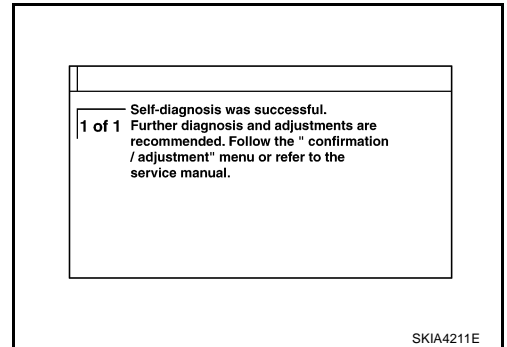 Self-diagnosis was successful.
1 of 1 Further diagnosis and adjustments are
recommended. Follow the " confirmation
/ adjustment" menu or refer to the
service manual.
SKIA4211E